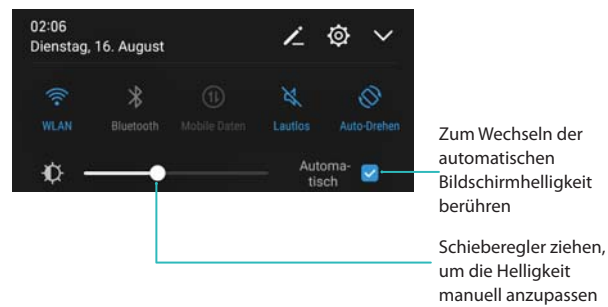 02:06
Dienstag, 16. August
WLAN
Bluetooth
Mobile Daten
Lautlos
Auto-Drehen
Automa-
tisch
Zum Wechseln der
automatischen
Bildschirmhelligkeit
berühren
Schieberegler ziehen,
um die Helligkeit
manuell anzupassen